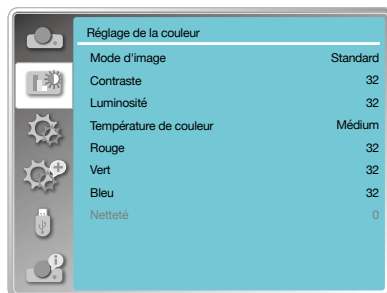 Réglage de la couleur
Mode d'image Standard
Contraste 32
Luminosité 32
Température de couleur Médium
Rouge 32
Vert 32
Bleu 32
Netteté 0